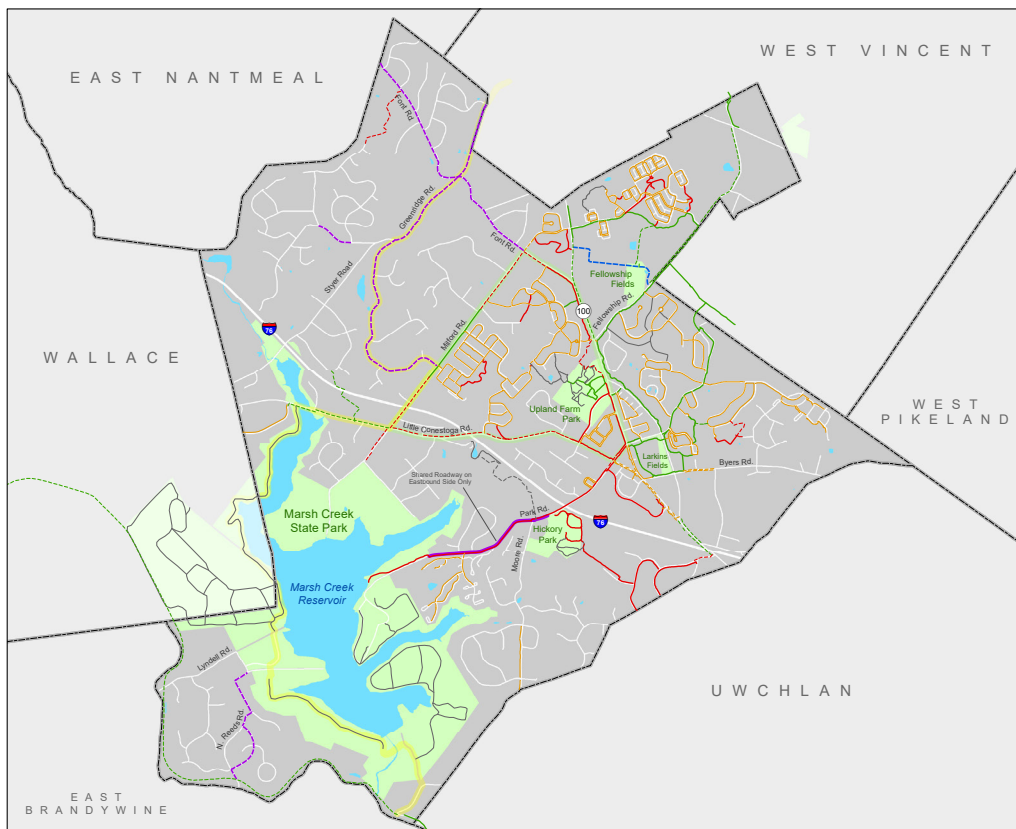 WEST VINCENT
EAST NANTMEAL
Font Rd.
Greenridge Rd.
Font Rd.
Styer Road
Fellowship
Fields
Fellowship Rd.
100
76
Milford Rd.
WALLACE
WEST
PIKELAND
Upland Farm
Park
Little Conestoga Rd.
Larkins
Fields
Byers Rd.
Shared Roadway on
Eastbound Side Only
Marsh Creek
State Park
Park Rd.
76
Hickory
Park
Moore Rd.
Marsh Creek
Reservoir
Lyndell Rd.
UWCHLAN
N. Reeds Rd.
EAST
BRANDYWINE